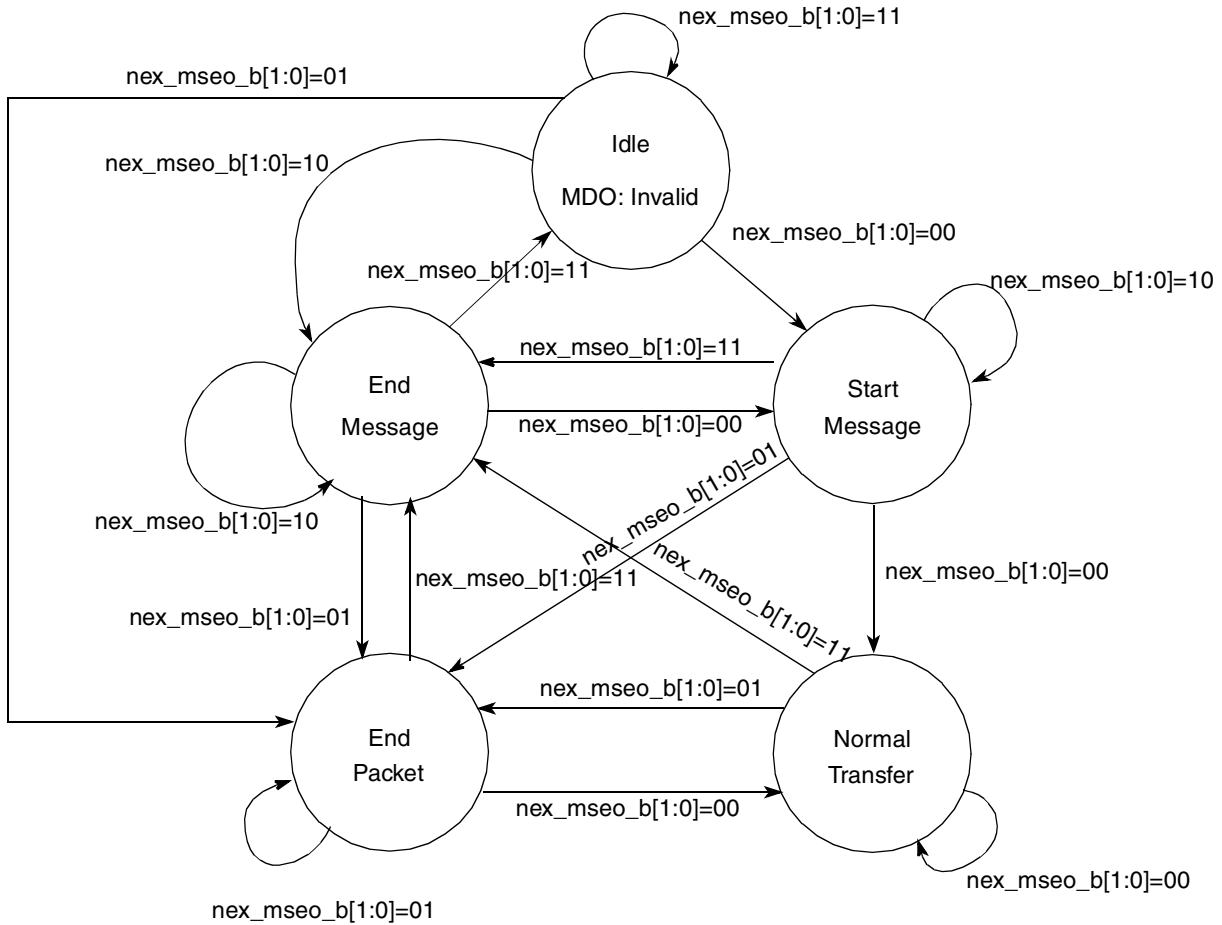 nex_mseo_b[1:0]=11
nex_mseo_b[1:0]=01
Idle
MDO: Invalid
nex_mseo_b[1:0]=10
nex_mseo_b[1:0]=00
nex_mseo_b[1:0]=11
nex_mseo_b[1:0]=10
nex_mseo_b[1:0]=11
End
Message
Start
Message
nex_mseo_b[1:0]=00
nex_mseo_b[1:0]=01
nex_mseo_b[1:0]=10
nex_mseo_b[1:0]=11
nex_mseo_b[1:0]=11
nex_mseo_b[1:0]=00
nex_mseo_b[1:0]=01
nex_mseo_b[1:0]=01
End
Packet
Normal
Transfer
nex_mseo_b[1:0]=00
nex_mseo_b[1:0]=00
nex_mseo_b[1:0]=01